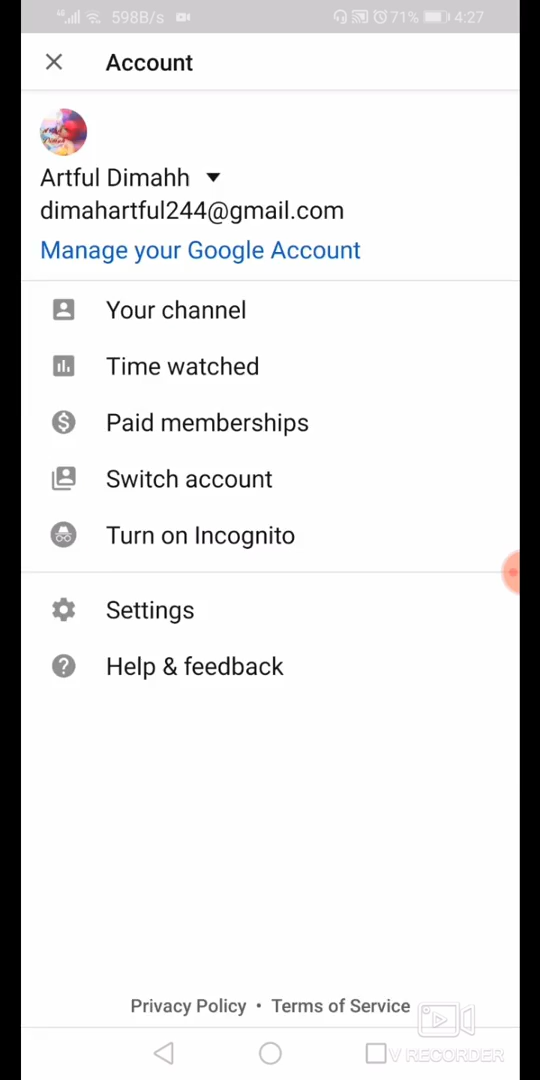 598B/s 71% 4:27
Account
Artful Dimahh
dimahartful244@gmail.com
Manage your Google Account
Your channel
Time watched
Paid memberships
Switch account
Turn on Incognito
Settings
Help & feedback
Privacy Policy • Terms of Service
V RECORDER